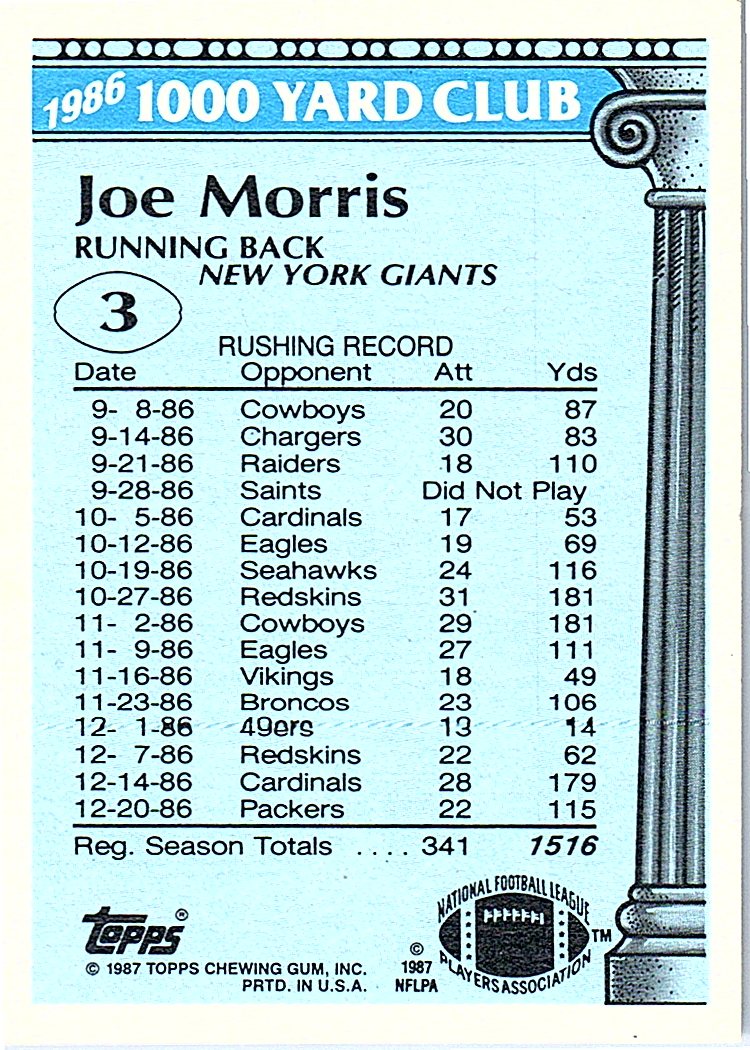 1986 1000 YARD CLUB
Joe Morris
RUNNING BACK
NEW YORK GIANTS
3
RUSHING RECORD
Date Opponent Att Yds
9- 8-86 Cowboys 20 87
9-14-86 Chargers 30 83
9-21-86 Raiders 18 110
9-28-86 Saints Did Not Play
10- 5-86 Cardinals 17 53
10-12-86 Eagles 19 69
10-19-86 Seahawks 24 116
10-27-86 Redskins 31 181
11- 2-86 Cowboys 29 181
11- 9-86 Eagles 27 111
11-16-86 Vikings 18 49
11-23-86 Broncos 23 106
12- 1-86 49ers 13 14
12- 7-86 Redskins 22 62
12-14-86 Cardinals 28 179
12-20-86 Packers 22 115
Reg. Season Totals .... 341 1516
TOPPS®
© 1987 TOPPS CHEWING GUM, INC.
PRTD. IN U.S.A.
NATIONAL FOOTBALL LEAGUE
PLAYERS ASSOCIATION TM
© 1987 NFLPA